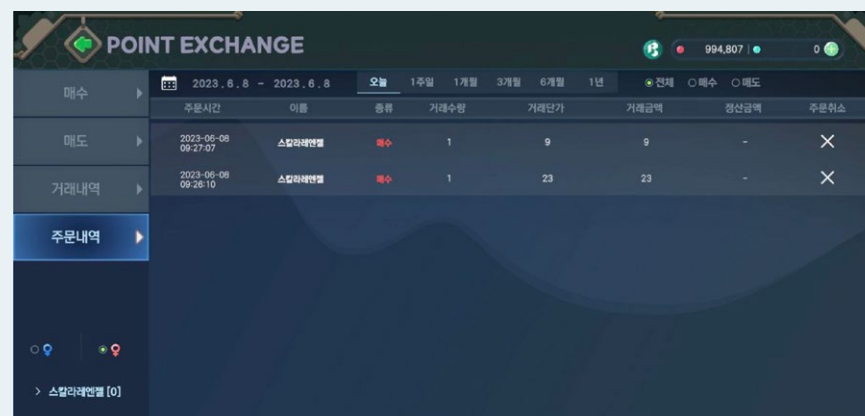 POINT EXCHANGE
994,807
0
매수
매도
거래내역
주문내역
스칼라레엔젤 [0]
2023.6.8 - 2023.6.8
오늘 1주일 1개월 3개월 6개월 1년
전체 매수 매도
주문시간 이름 종류 거래수량 거래단가 거래금액 정산금액 주문취소
2023-06-08
09:27:07
스칼라레엔젤 매수 1 9 9 -
2023-06-08
09:26:10
스칼라레엔젤 매수 1 23 23 -